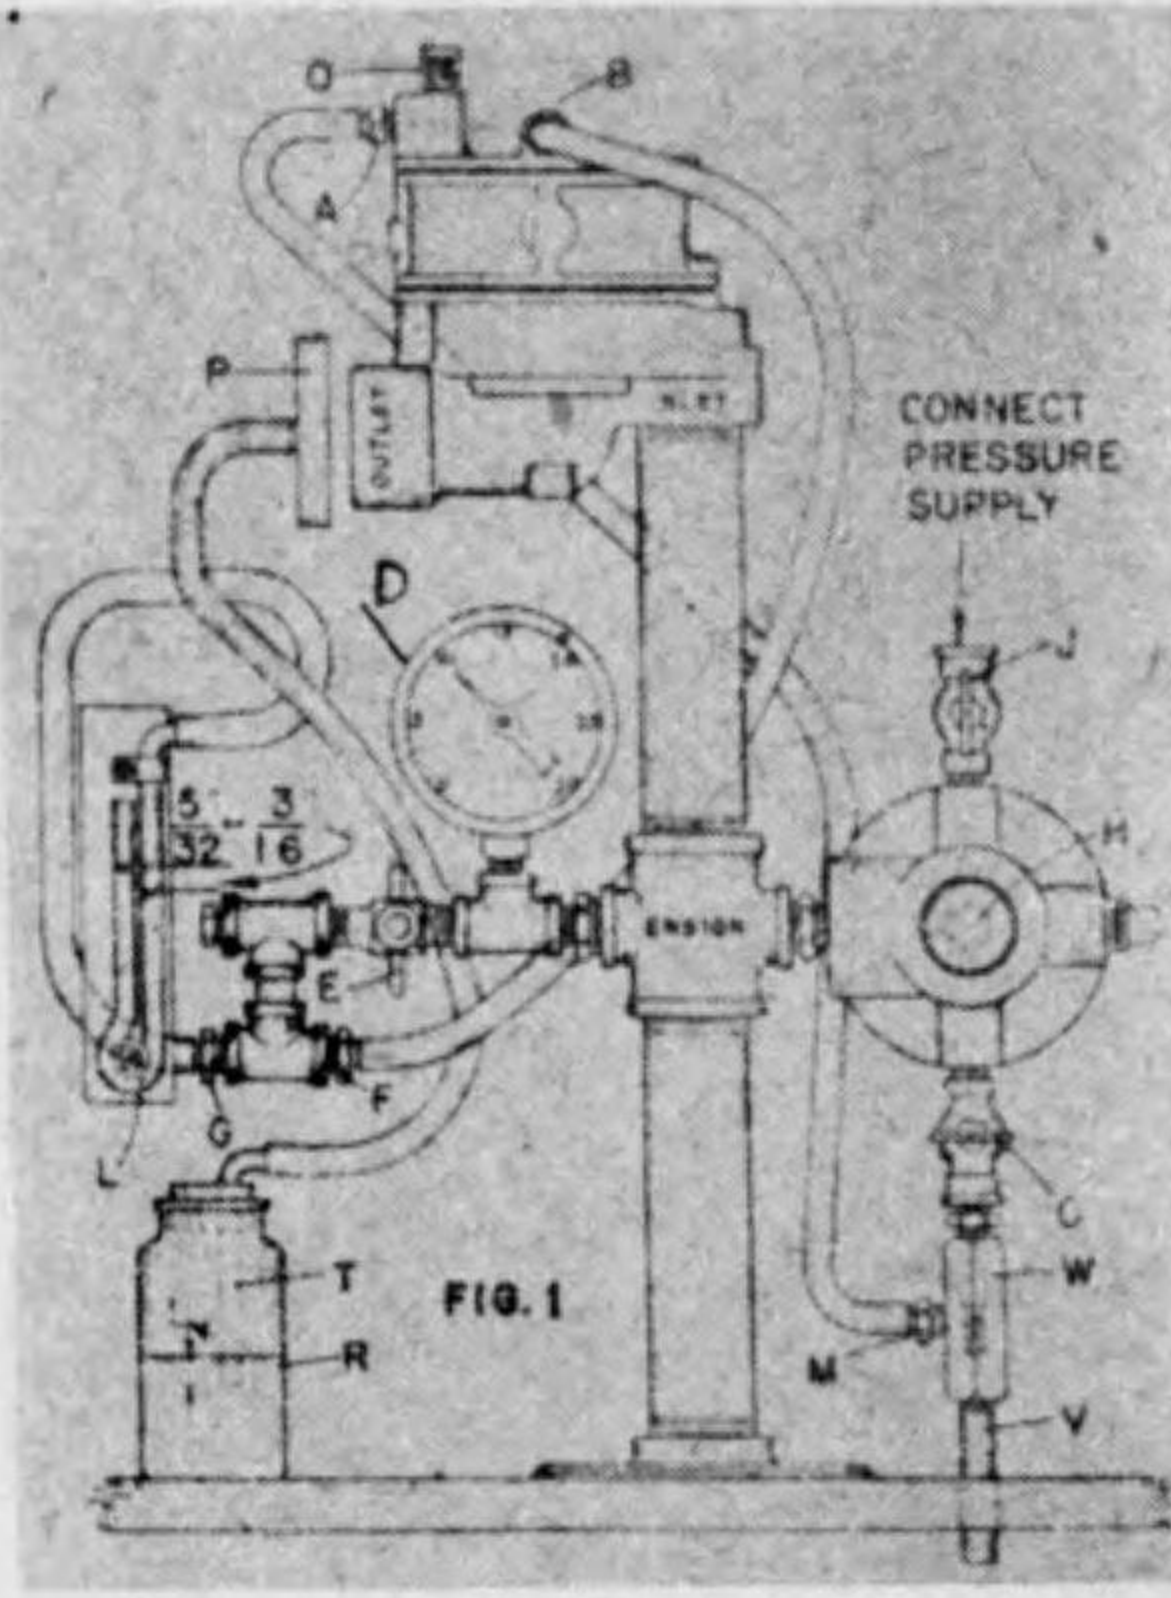 O
B
A
P
OUTLET
INLET
CONNECT
PRESSURE
SUPPLY
D
J
5" - 3"
32 16
H
ENSIGN
E
F
G
L
C
T
FIG. 1
W
R
M
V